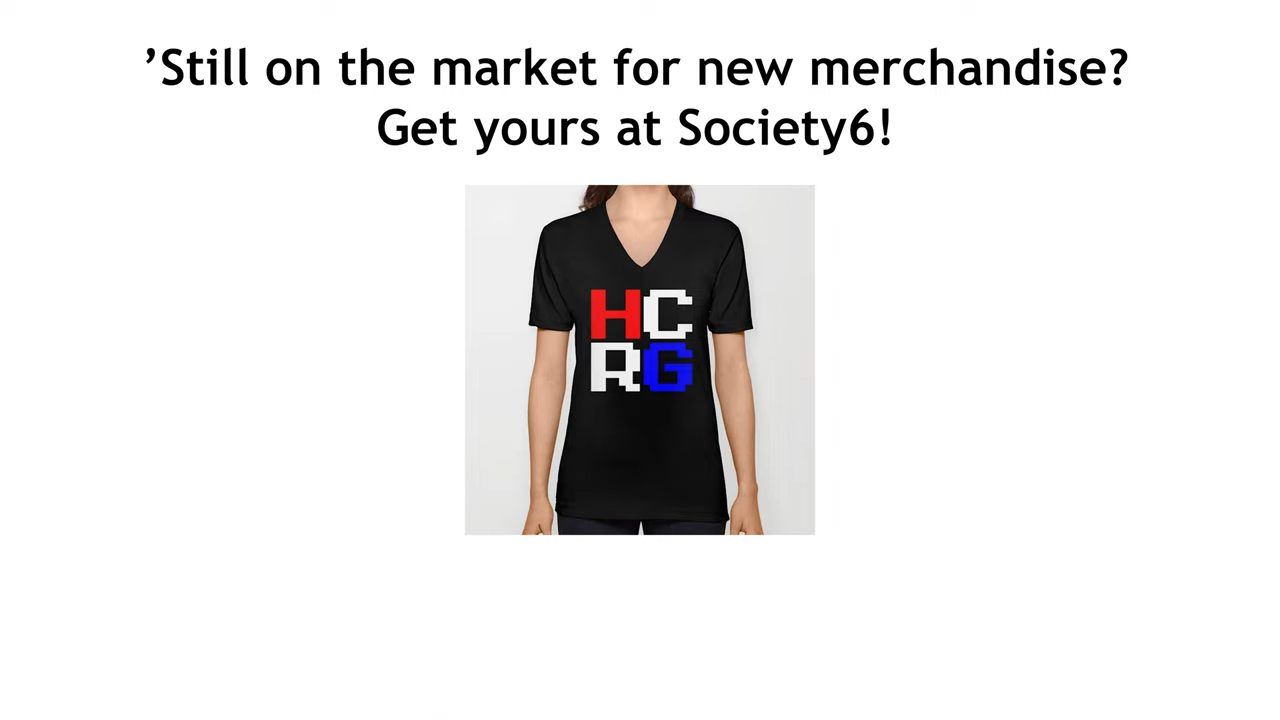 ’Still on the market for new merchandise?
Get yours at Society6!
HC
RG